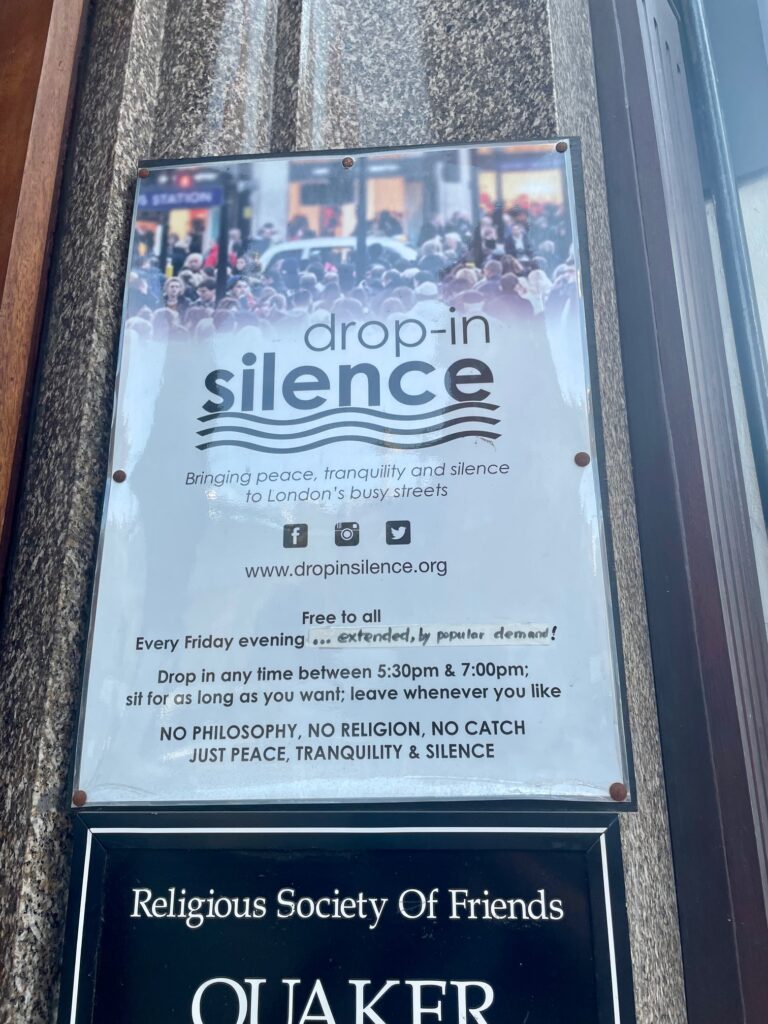 STATION
drop-in
silence
Bringing peace, tranquility and silence
to London's busy streets
www.dropinsilence.org
Free to all
Every Friday evening ... extended, by popular demand!
Drop in any time between 5:30pm & 7:00pm;
sit for as long as you want; leave whenever you like
NO PHILOSOPHY, NO RELIGION, NO CATCH
JUST PEACE, TRANQUILITY & SILENCE
Religious Society Of Friends
QUAKER